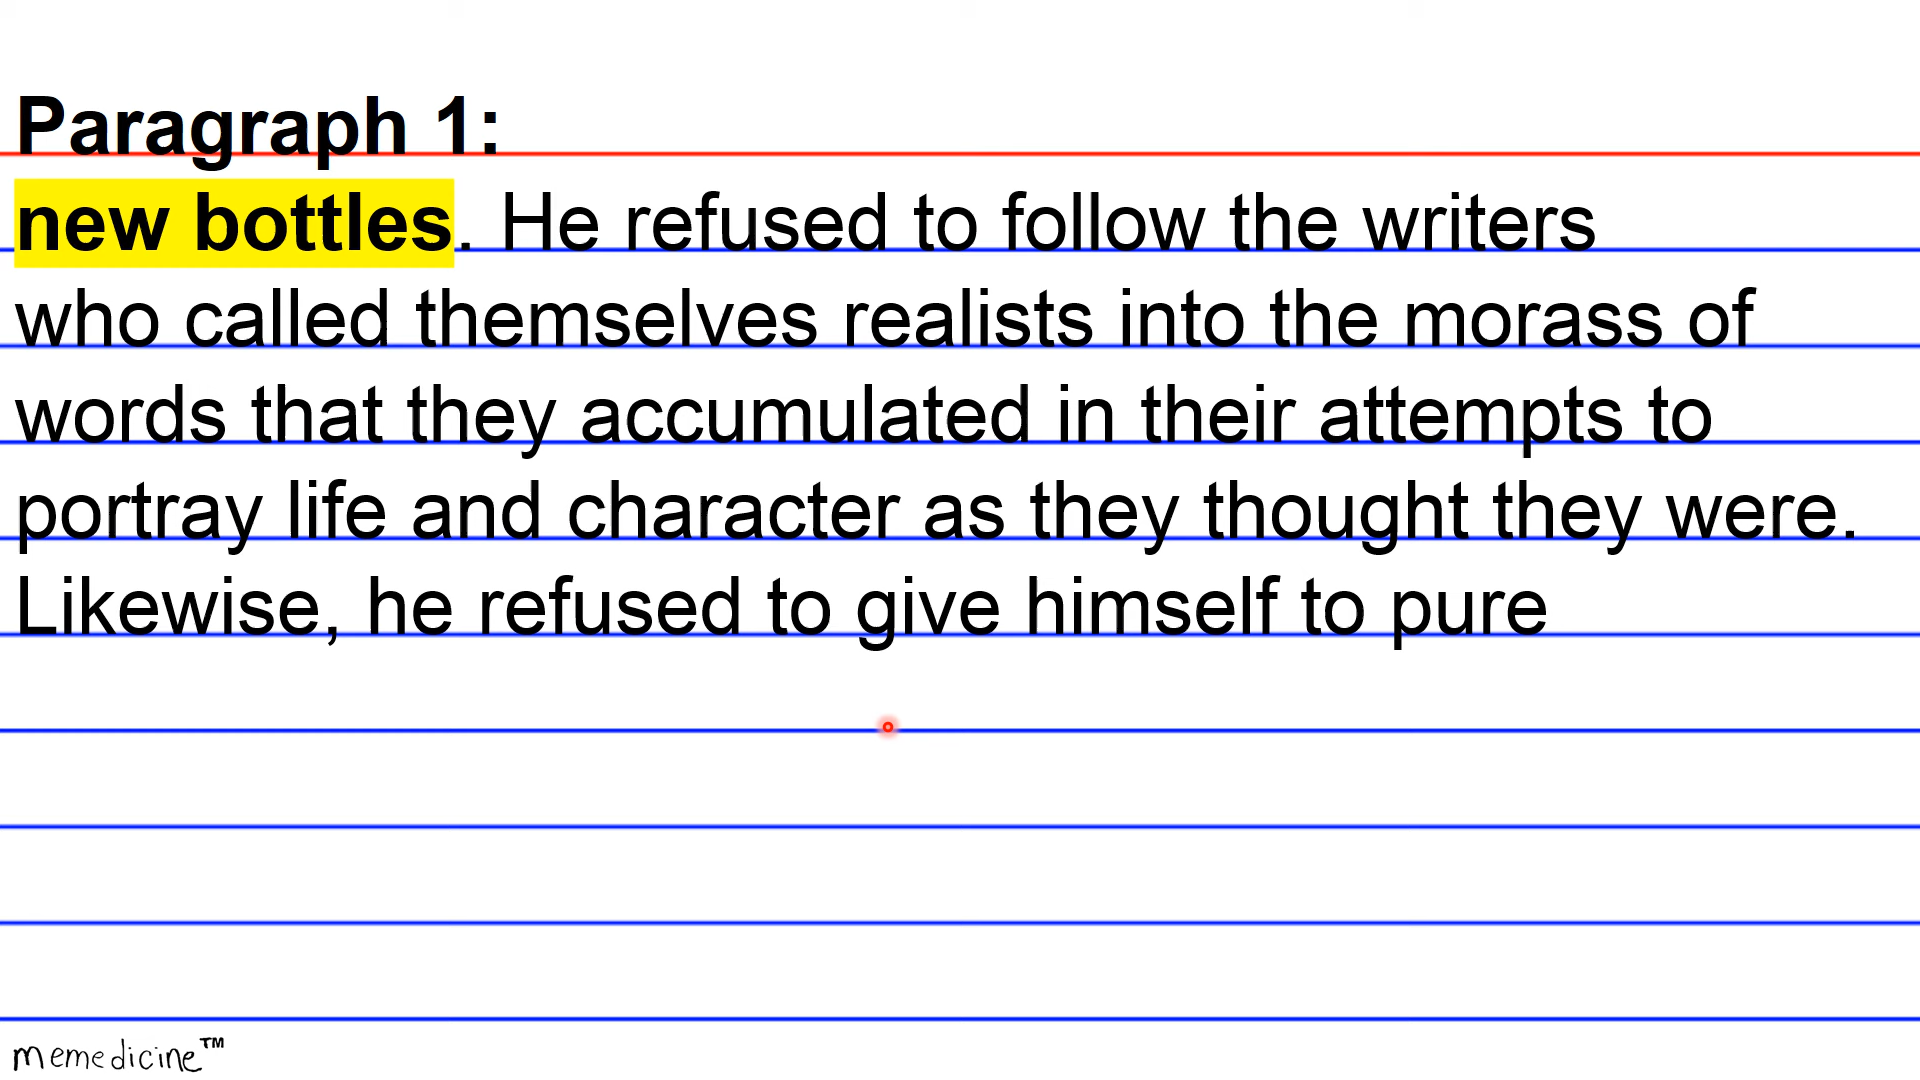 Paragraph 1:
new bottles. He refused to follow the writers
who called themselves realists into the morass of
words that they accumulated in their attempts to
portray life and character as they thought they were.
Likewise, he refused to give himself to pure
memedicine™